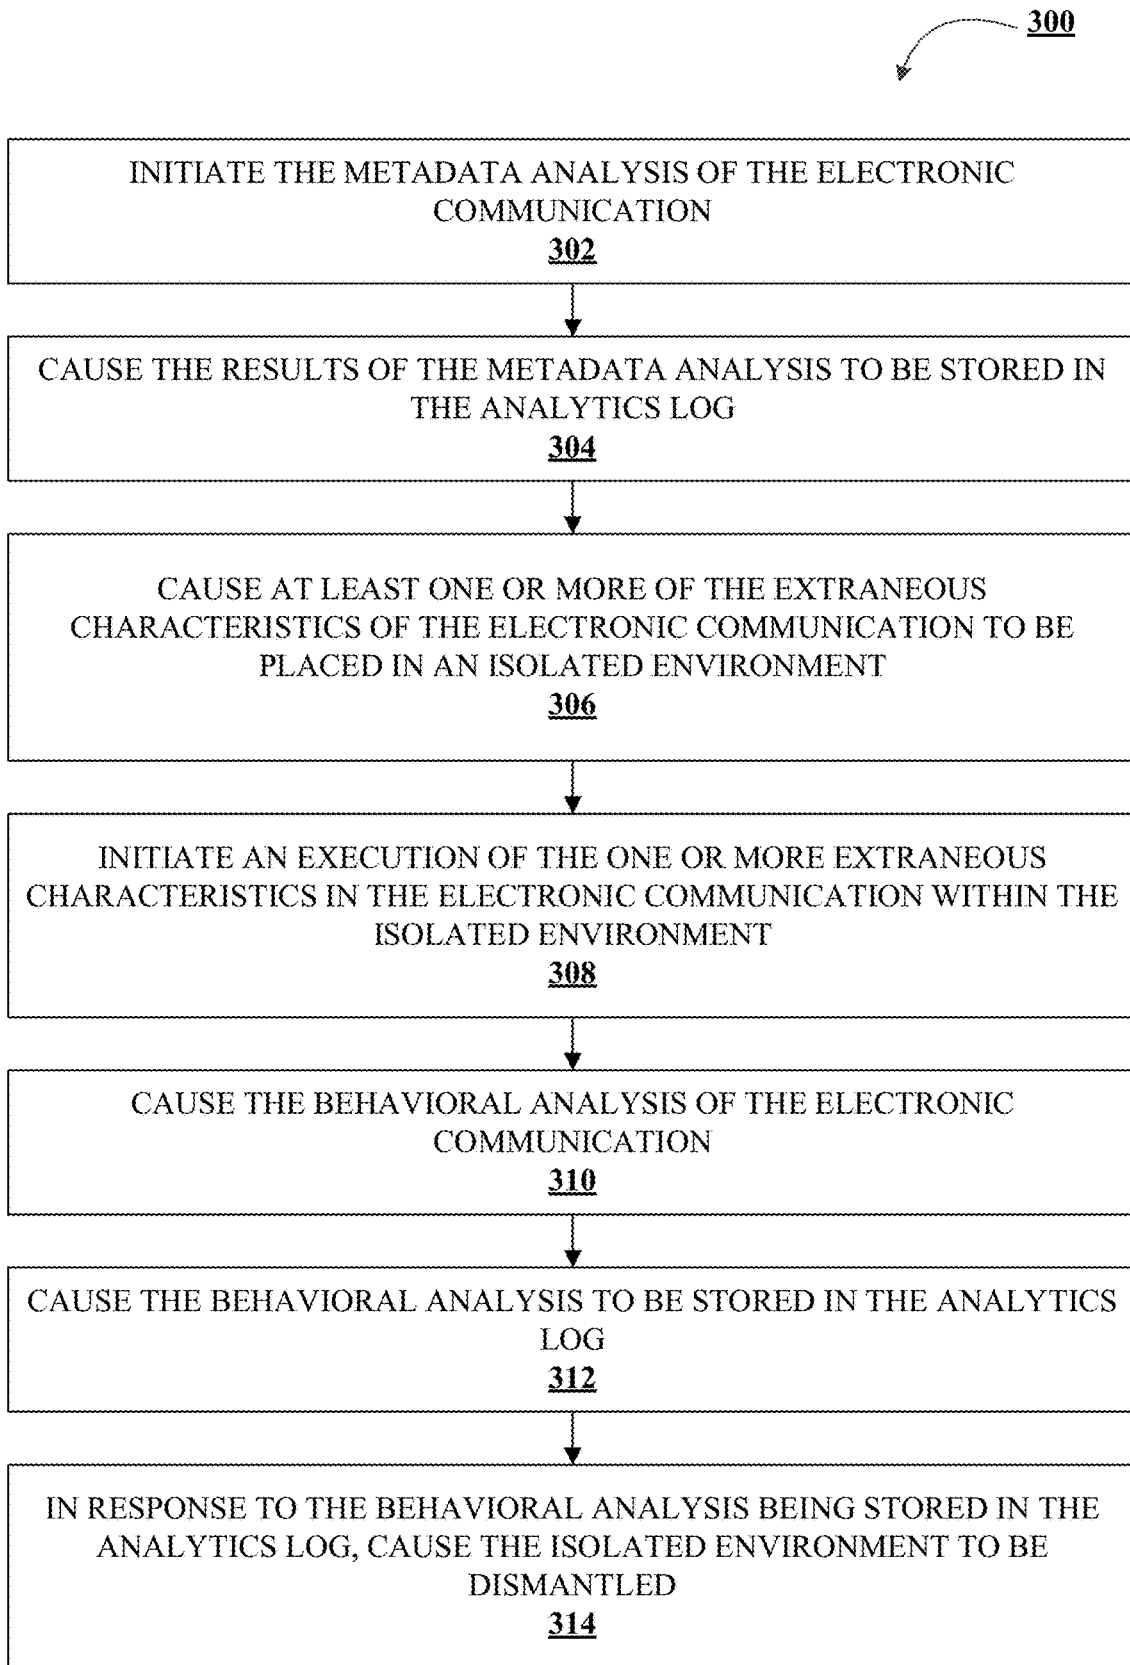 300
INITIATE THE METADATA ANALYSIS OF THE ELECTRONIC
COMMUNICATION
302
CAUSE THE RESULTS OF THE METADATA ANALYSIS TO BE STORED IN
THE ANALYTICS LOG
304
CAUSE AT LEAST ONE OR MORE OF THE EXTRANEOUS
CHARACTERISTICS OF THE ELECTRONIC COMMUNICATION TO BE
PLACED IN AN ISOLATED ENVIRONMENT
306
INITIATE AN EXECUTION OF THE ONE OR MORE EXTRANEOUS
CHARACTERISTICS IN THE ELECTRONIC COMMUNICATION WITHIN THE
ISOLATED ENVIRONMENT
308
CAUSE THE BEHAVIORAL ANALYSIS OF THE ELECTRONIC
COMMUNICATION
310
CAUSE THE BEHAVIORAL ANALYSIS TO BE STORED IN THE ANALYTICS
LOG
312
IN RESPONSE TO THE BEHAVIORAL ANALYSIS BEING STORED IN THE
ANALYTICS LOG, CAUSE THE ISOLATED ENVIRONMENT TO BE
DISMANTLED
314